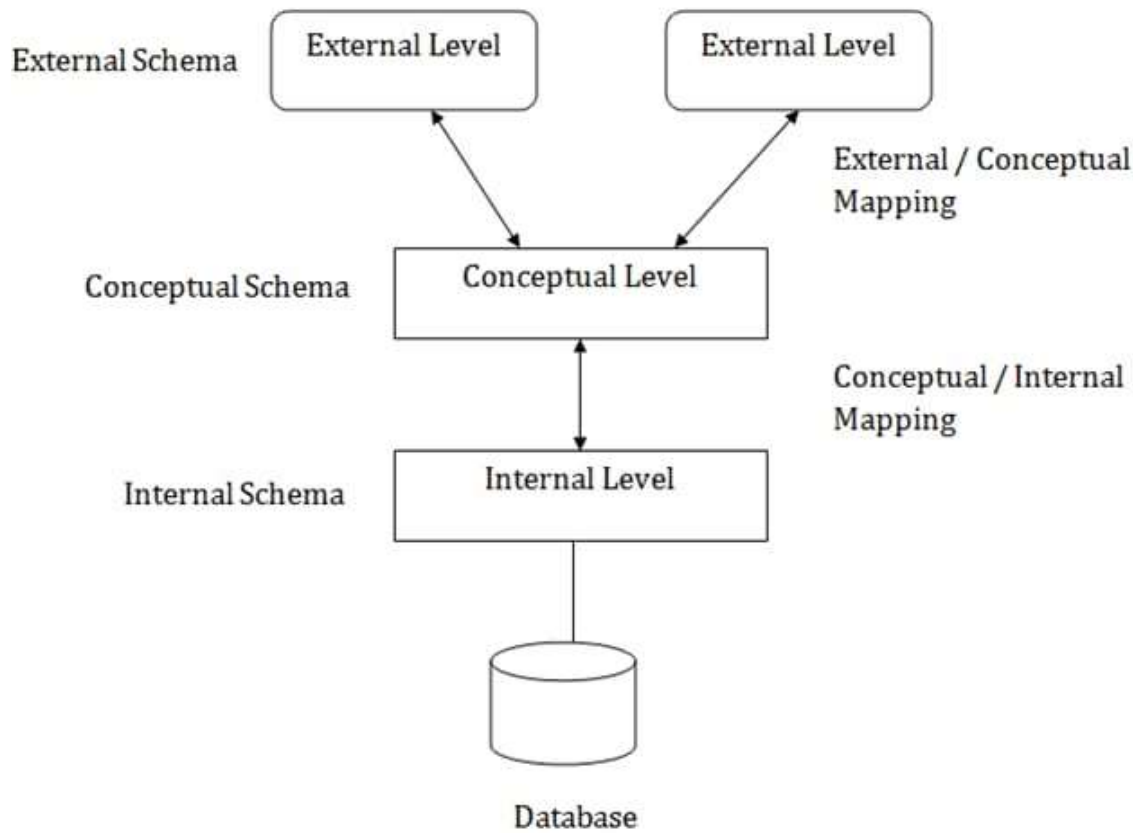 External Level
External Level
External Schema
External / Conceptual
Mapping
Conceptual Level
Conceptual Schema
Conceptual / Internal
Mapping
Internal Level
Internal Schema
Database